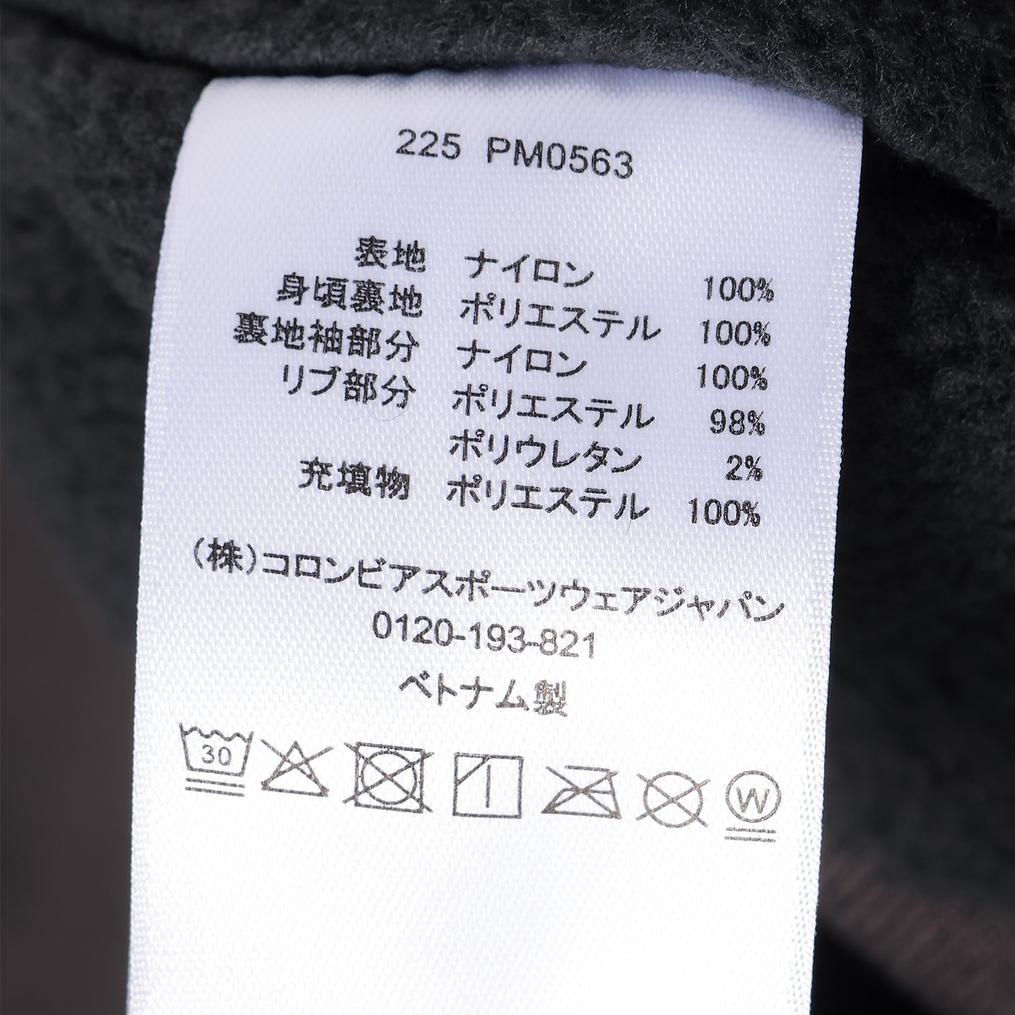 225 PM0563
表地 ナイロン 100%
身頃裏地 ポリエステル 100%
裏地袖部分 ナイロン 100%
リブ部分 ポリエステル 98%
ポリウレタン 2%
充填物 ポリエステル 100%
(株)コロンビアスポーツウェアジャパン
0120-193-821
ベトナム製
30 W